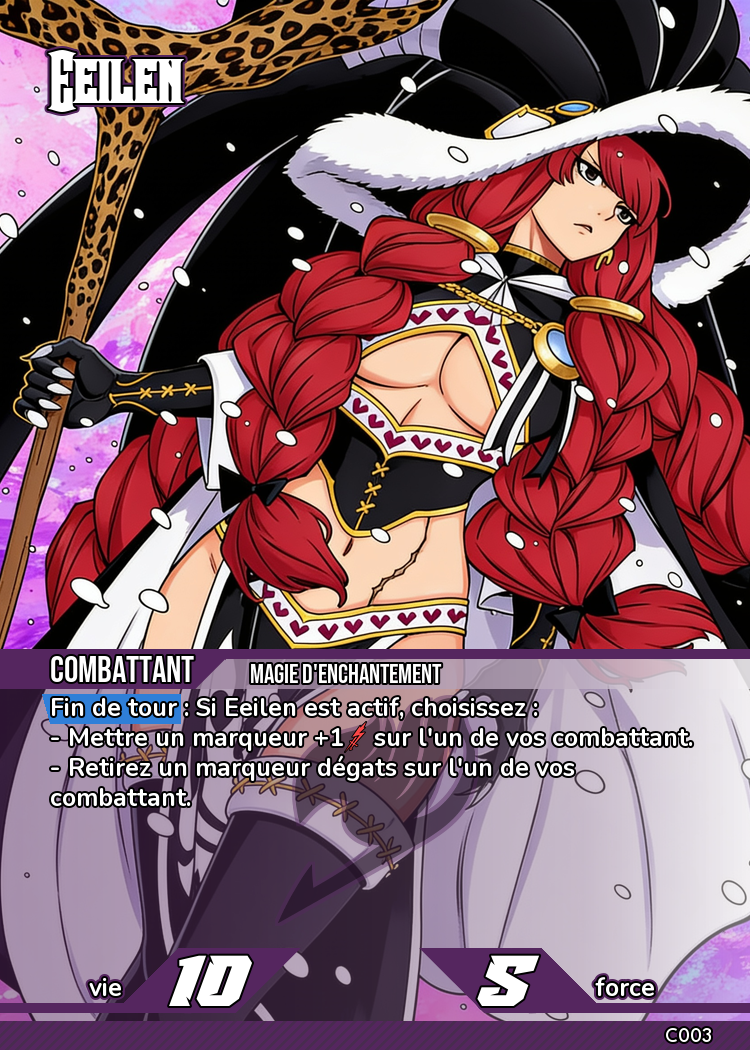 EEILEN
COMBATTANT
MAGIE D'ENCHANTEMENT
Fin de tour : Si Eeilen est actif, choisissez :
- Mettre un marqueur +1 sur l'un de vos combattant.
- Retirez un marqueur dégats sur l'un de vos
combattant.
vie 10
5 force
C003